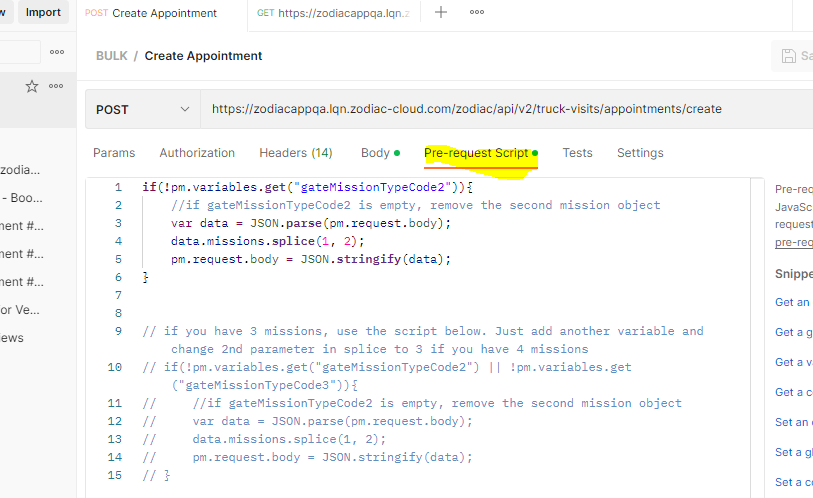 w
Import
POST Create Appointment
GET https://zodiacappqa.lqn.z
BULK / Create Appointment
Sa
POST
https://zodiacappqa.lqn.zodiac-cloud.com/zodiac/api/v2/truck-visits/appointments/create
Params Authorization Headers (14) Body Pre-request Script Tests Settings
zodia...
- Boo...
ment #...
ment #...
ment #...
or Ve...
iews
1 if(!pm.variables.get("gateMissionTypeCode2")){
2 //if gateMissionTypeCode2 is empty, remove the second mission object
3 var data = JSON.parse(pm.request.body);
4 data.missions.splice(1, 2);
5 pm.request.body = JSON.stringify(data);
6 }
7
8
9 // if you have 3 missions, use the script below. Just add another variable and
change 2nd parameter in splice to 3 if you have 4 missions
10 // if(!pm.variables.get("gateMissionTypeCode2") || !pm.variables.get
("gateMissionTypeCode3")){
11 // //if gateMissionTypeCode2 is empty, remove the second mission object
12 // var data = JSON.parse(pm.request.body);
13 // data.missions.splice(1, 2);
14 // pm.request.body = JSON.stringify(data);
15 // }
Pre-req
JavaScr
request
pre-req
Snippe
Get an
Get a g
Get a va
Get a c
Set an e
Set a gl
Set a co